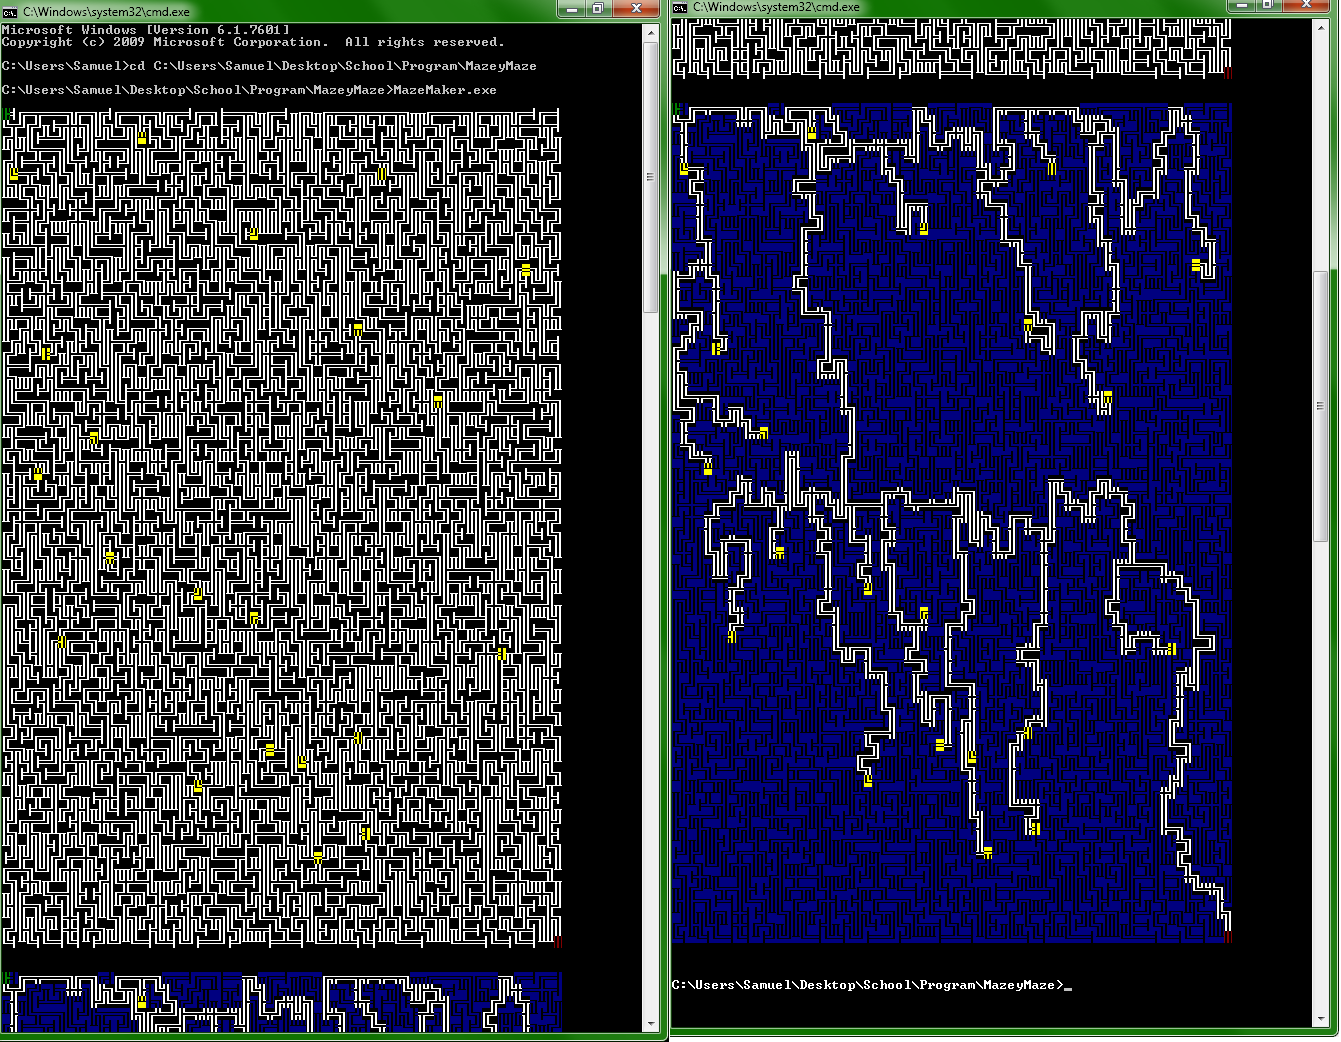 C:\Windows\system32\cmd.exe
Microsoft Windows [Version 6.1.7601]
Copyright (c) 2009 Microsoft Corporation.  All rights reserved.
C:\Users\Samuel>cd C:\Users\Samuel\Desktop\School\Program\MazeyMaze
C:\Users\Samuel\Desktop\School\Program\MazeyMaze>MazeMaker.exe
C:\Windows\system32\cmd.exe
C:\Users\Samuel\Desktop\School\Program\MazeyMaze>_